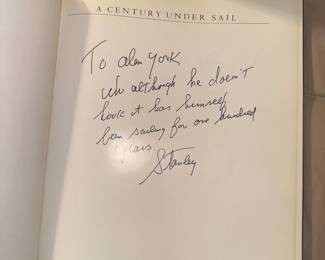 A CENTURY UNDER SAIL
To alan York
who although he doesn't
look it has himself
been sailing for one hundred
years
Stanley